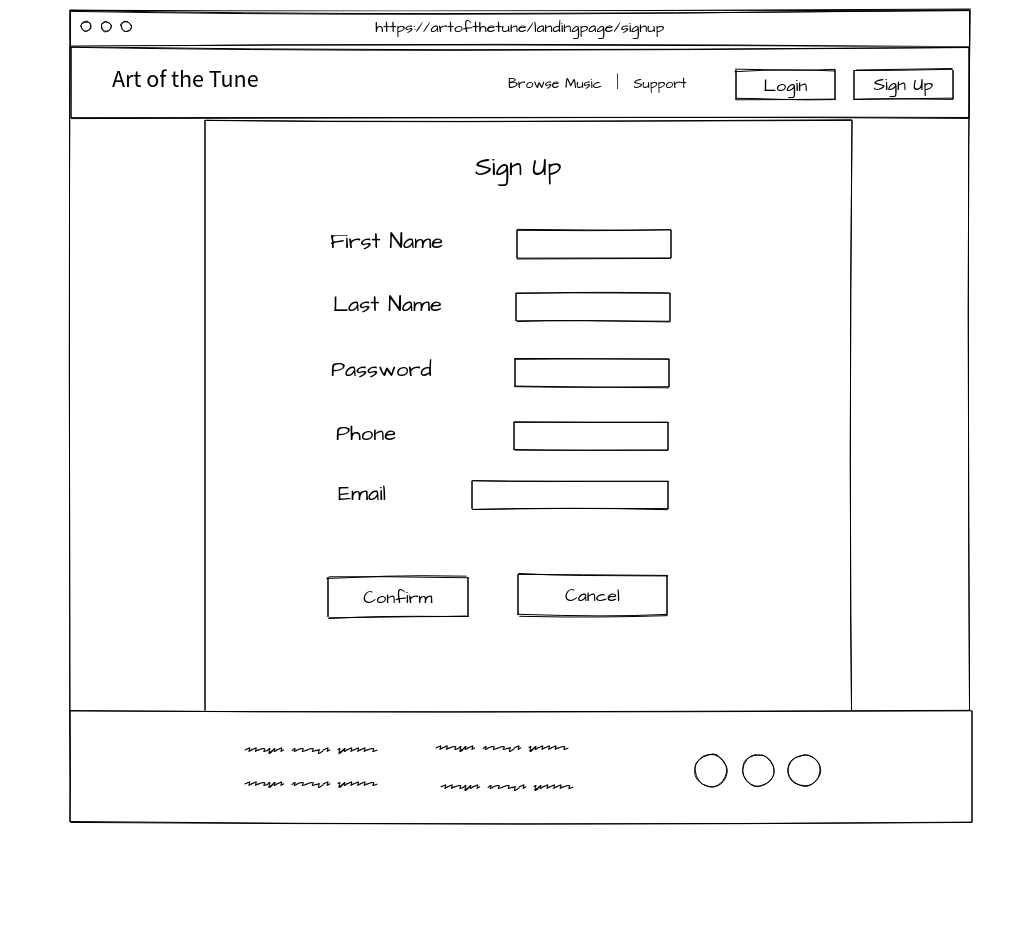 https://artofthetune/landingpage/signup
Art of the Tune
Browse Music | Support
Login
Sign Up
Sign Up
First Name
Last Name
Password
Phone
Email
Confirm
Cancel